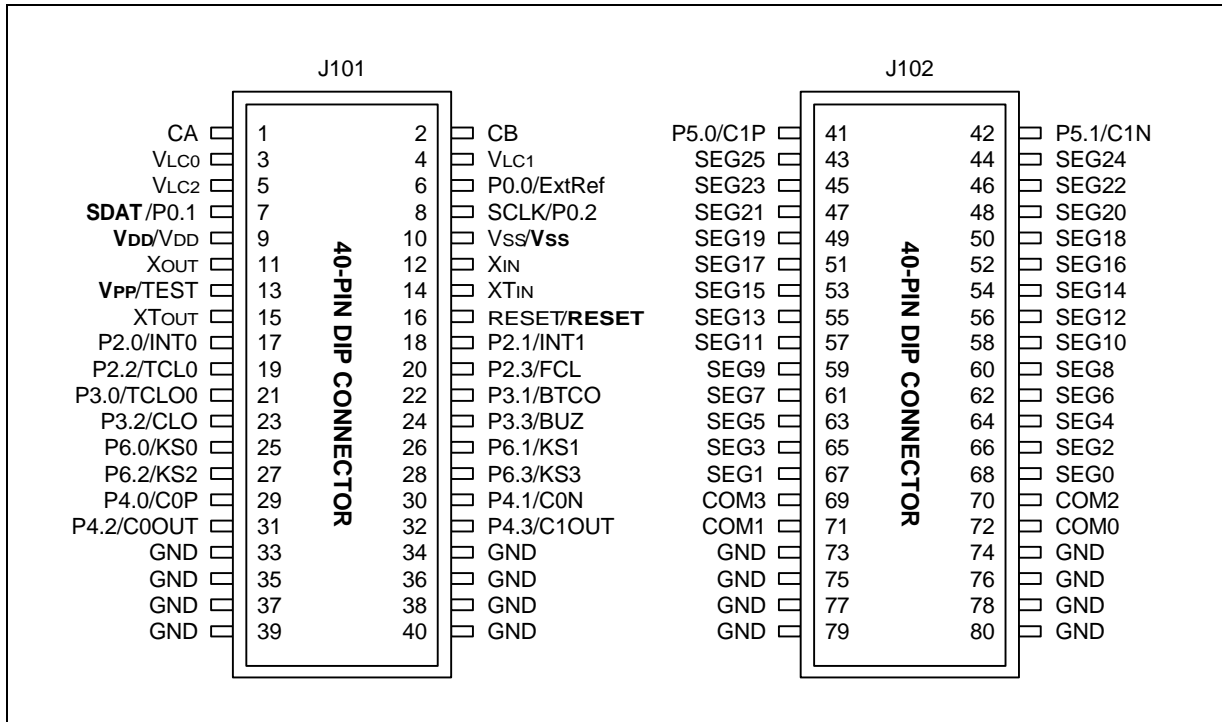 J101 J102
CA 1 2 CB P5.0/C1P 41 42 P5.1/C1N
VLC0 3 4 VLC1 SEG25 43 44 SEG24
VLC2 5 6 P0.0/ExtRef SEG23 45 46 SEG22
SDAT/P0.1 7 8 SCLK/P0.2 SEG21 47 48 SEG20
VDD/VDD 9 10 VSS/VSS SEG19 49 50 SEG18
XOUT 11 12 XIN SEG17 51 52 SEG16
VPP/TEST 13 14 XTIN SEG15 53 54 SEG14
XTOUT 15 16 RESET/RESET SEG13 55 56 SEG12
P2.0/INT0 17 18 P2.1/INT1 SEG11 57 58 SEG10
P2.2/TCL0 19 20 P2.3/FCL SEG9 59 60 SEG8
P3.0/TCLO0 21 22 P3.1/BTCO SEG7 61 62 SEG6
P3.2/CLO 23 24 P3.3/BUZ SEG5 63 64 SEG4
P6.0/KS0 25 26 P6.1/KS1 SEG3 65 66 SEG2
P6.2/KS2 27 28 P6.3/KS3 SEG1 67 68 SEG0
P4.0/C0P 29 30 P4.1/C0N COM3 69 70 COM2
P4.2/C0OUT 31 32 P4.3/C1OUT COM1 71 72 COM0
GND 33 34 GND GND 73 74 GND
GND 35 36 GND GND 75 76 GND
GND 37 38 GND GND 77 78 GND
GND 39 40 GND GND 79 80 GND
40-PIN DIP CONNECTOR
40-PIN DIP CONNECTOR